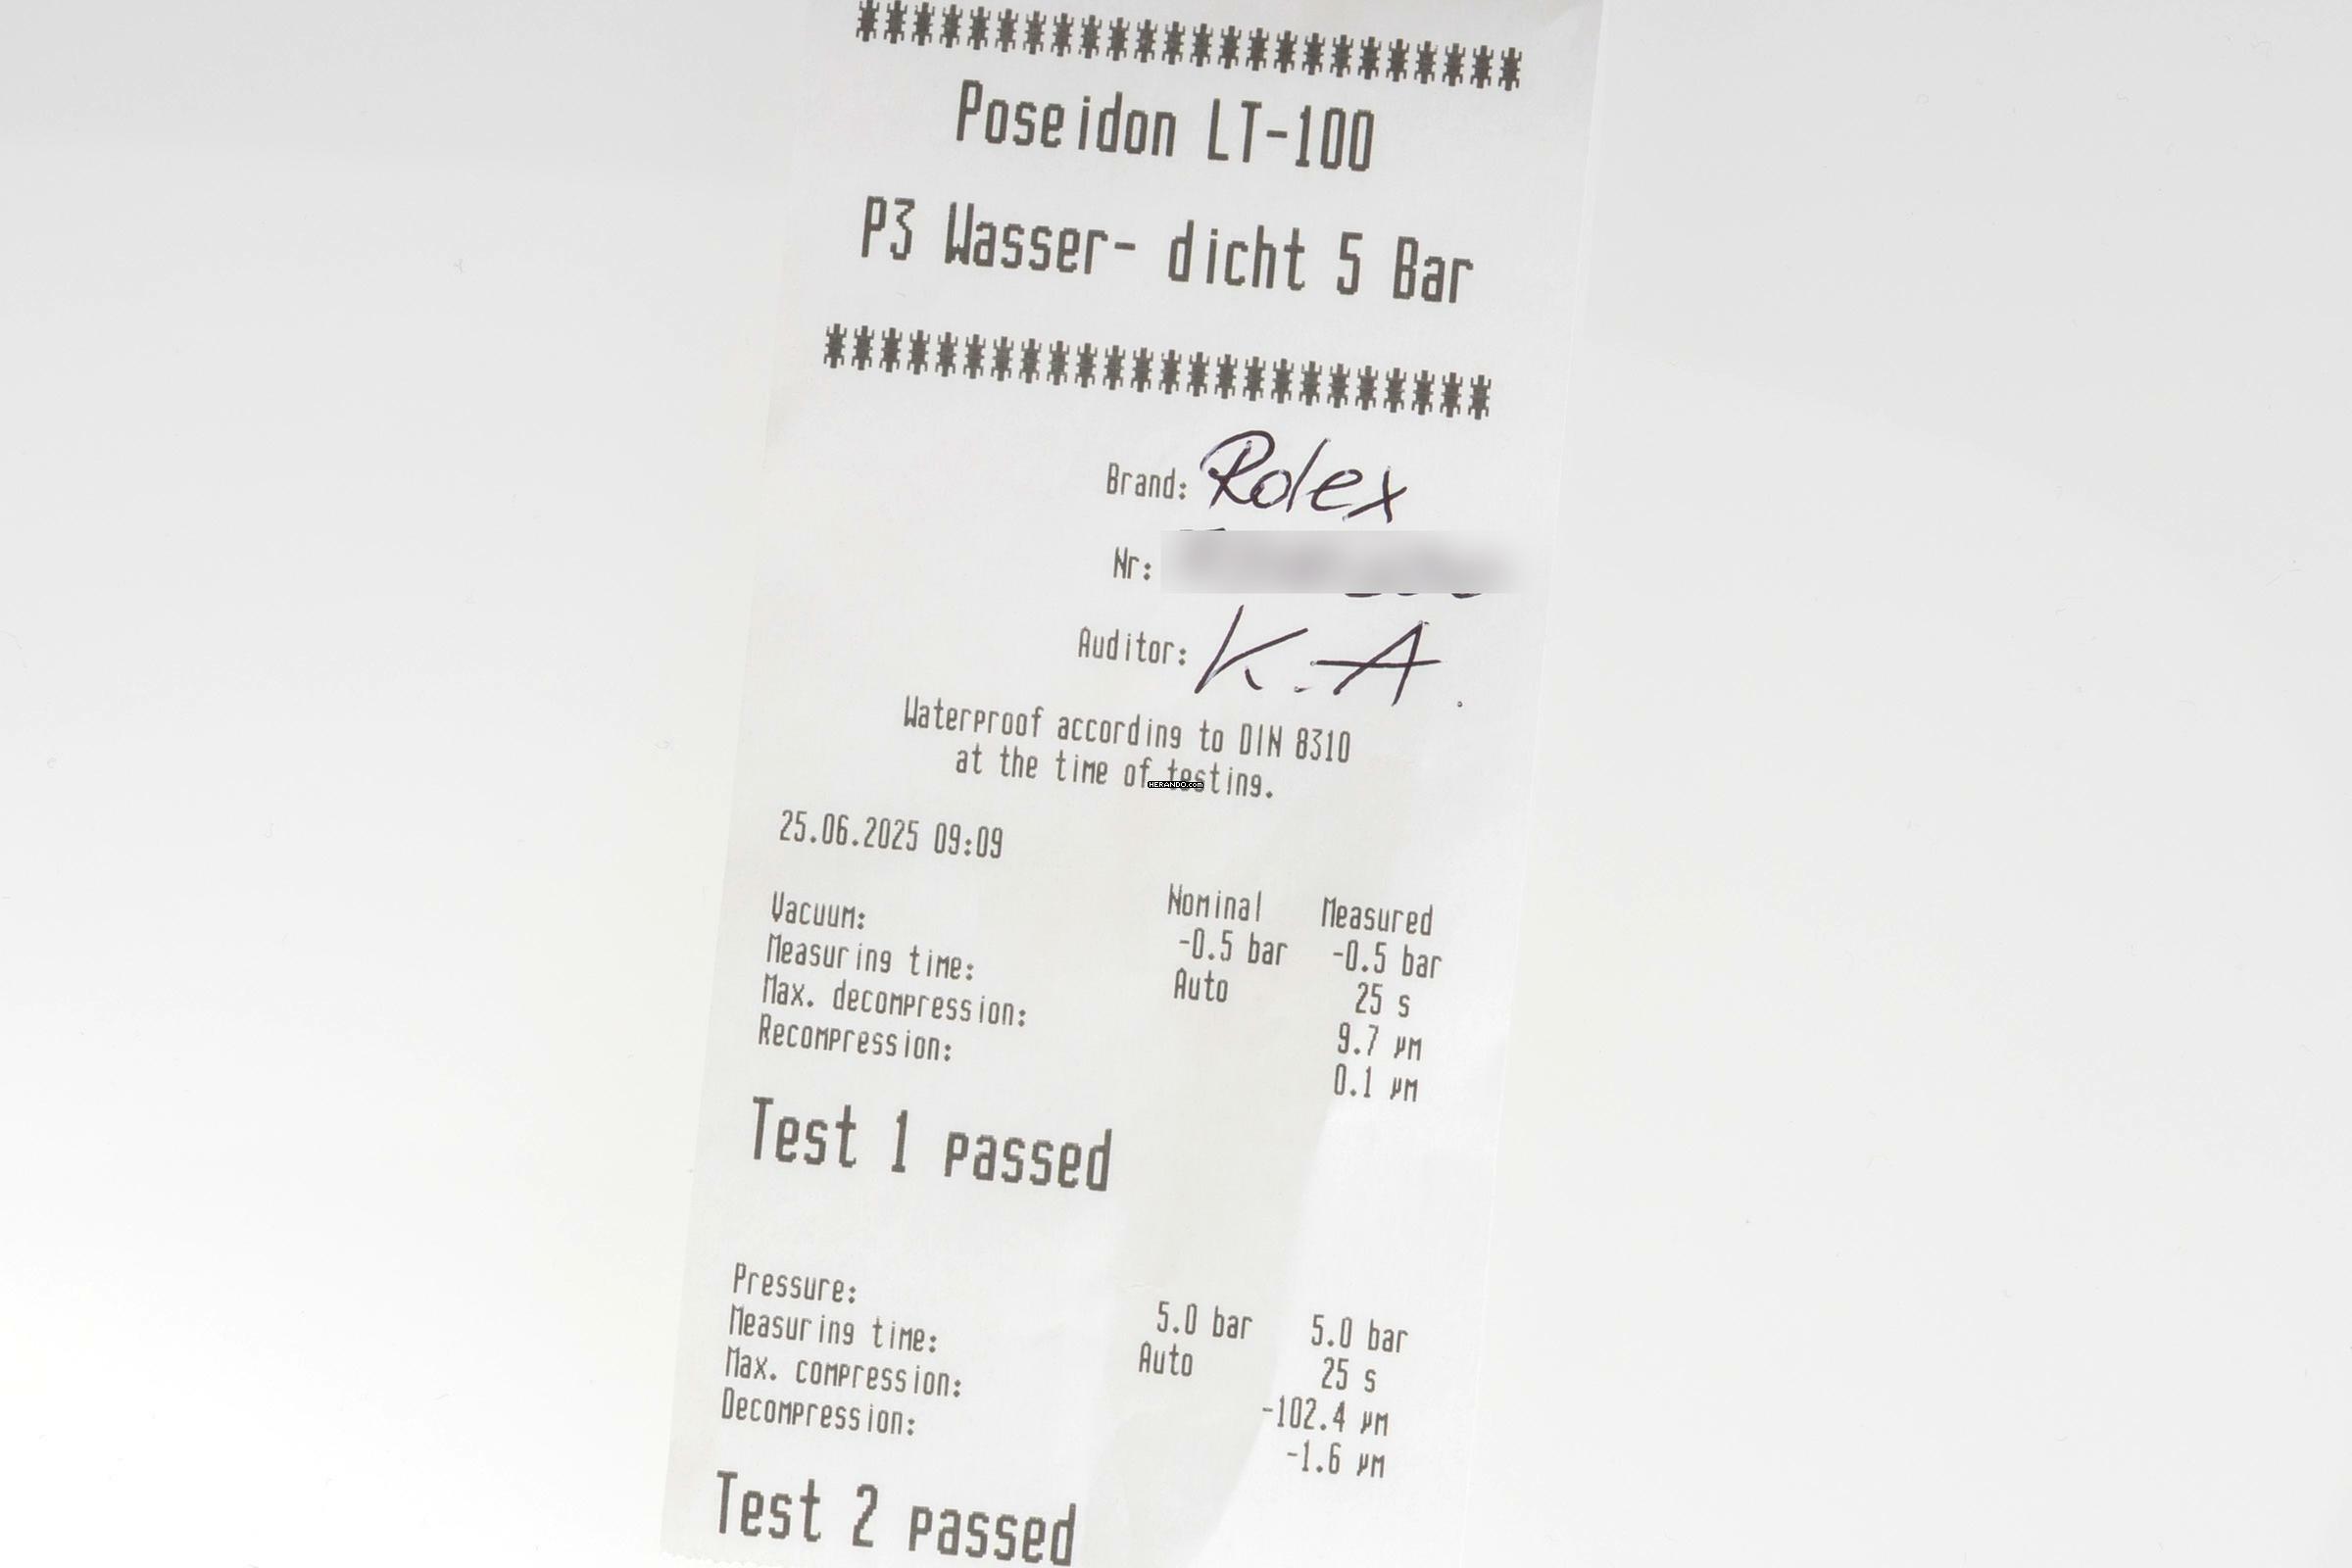 ************************
Poseidon LT-100
P3 Wasser- dicht 5 Bar
************************
Brand: Rolex
Nr:
Auditor: K.A.
Waterproof according to DIN 8310
at the time of testing.
HERANDO.com
25.06.2025 09:09
Nominal Measured
Vacuum: -0.5 bar -0.5 bar
Measuring time: Auto 25 s
Max. decompression: 9.7 µm
Recompression: 0.1 µm
Test 1 passed
Pressure: 5.0 bar 5.0 bar
Measuring time: Auto 25 s
Max. compression: -102.4 µm
Decompression: -1.6 µm
Test 2 passed